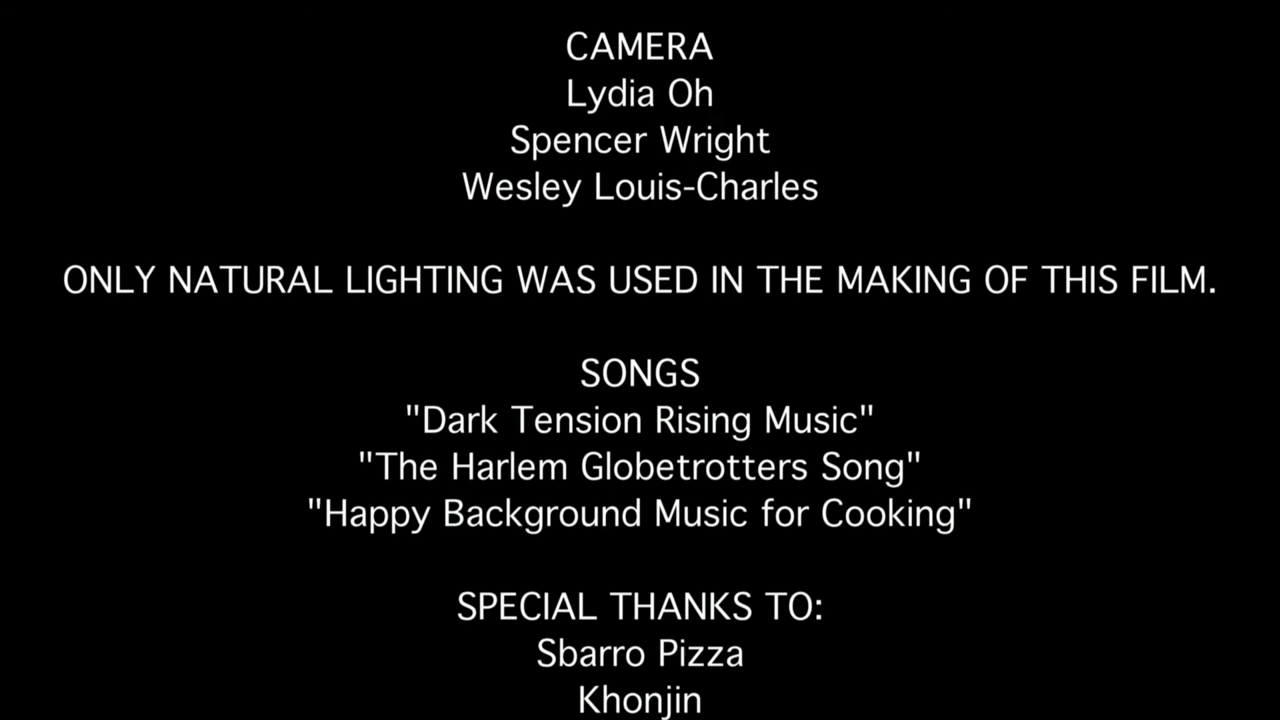 CAMERA
Lydia Oh
Spencer Wright
Wesley Louis-Charles
ONLY NATURAL LIGHTING WAS USED IN THE MAKING OF THIS FILM.
SONGS
"Dark Tension Rising Music"
"The Harlem Globetrotters Song"
"Happy Background Music for Cooking"
SPECIAL THANKS TO:
Sbarro Pizza
Khonjin